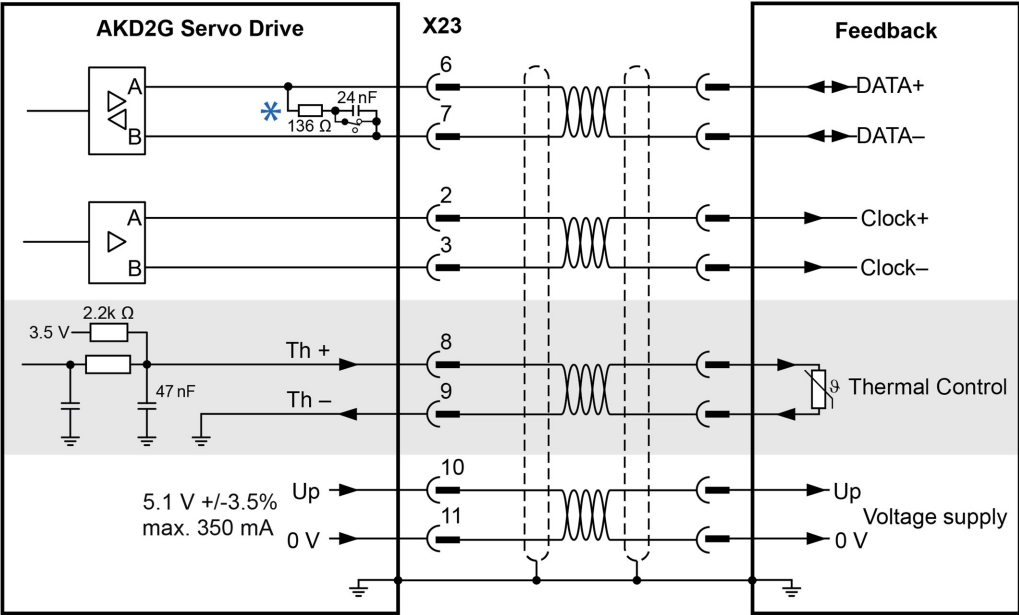 AKD2G Servo Drive
X23
Feedback
A
B
*
24 nF
136 Ω
6
7
DATA+
DATA–
A
B
2
3
Clock+
Clock–
2.2k Ω
3.5 V
47 nF
Th +
Th –
8
9
ϑ Thermal Control
5.1 V +/-3.5%
max. 350 mA
Up
0 V
10
11
Up
Voltage supply
0 V